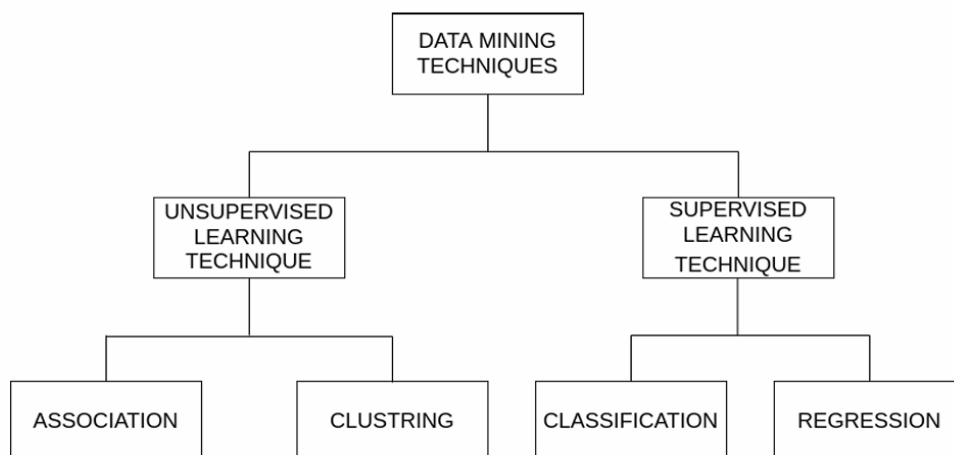 DATA MINING
TECHNIQUES
UNSUPERVISED
LEARNING
TECHNIQUE
SUPERVISED
LEARNING
TECHNIQUE
ASSOCIATION
CLUSTRING
CLASSIFICATION
REGRESSION